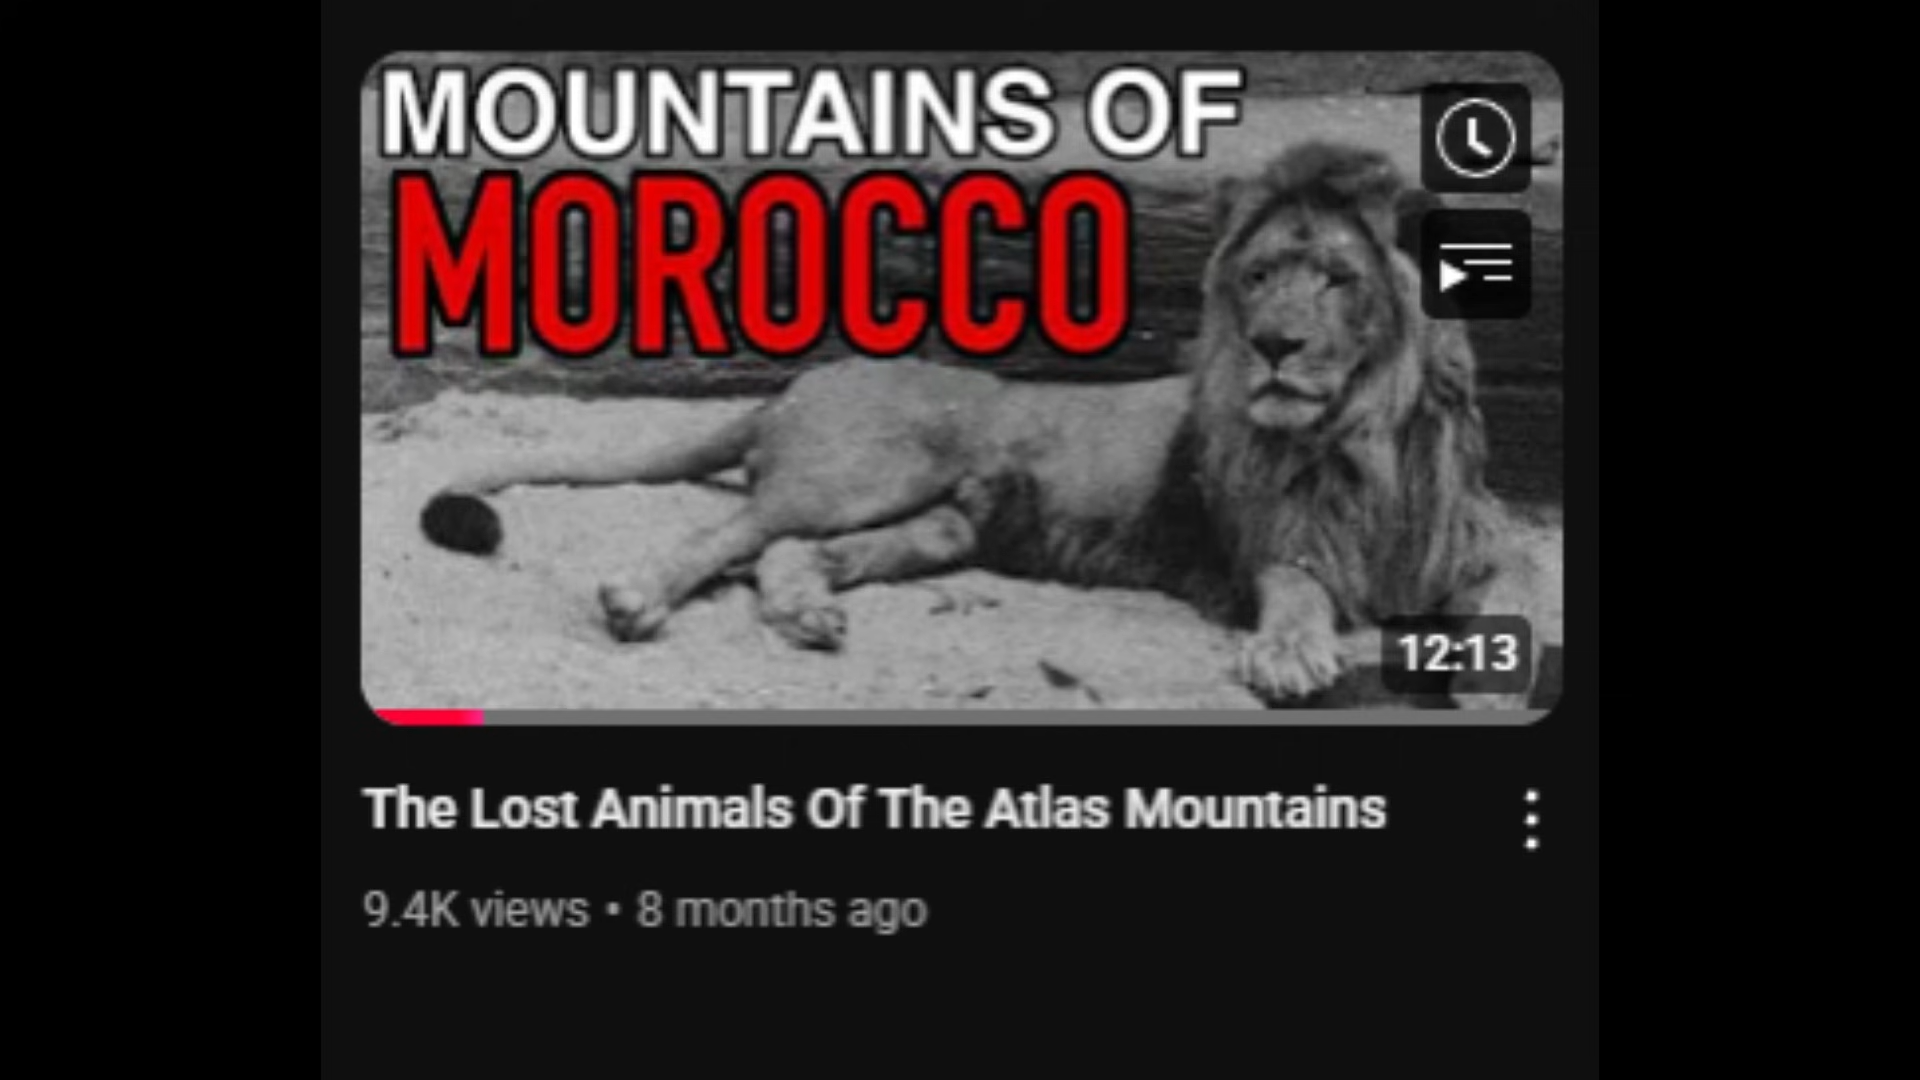 MOUNTAINS OF
MOROCCO
12:13
The Lost Animals Of The Atlas Mountains
9.4K views • 8 months ago